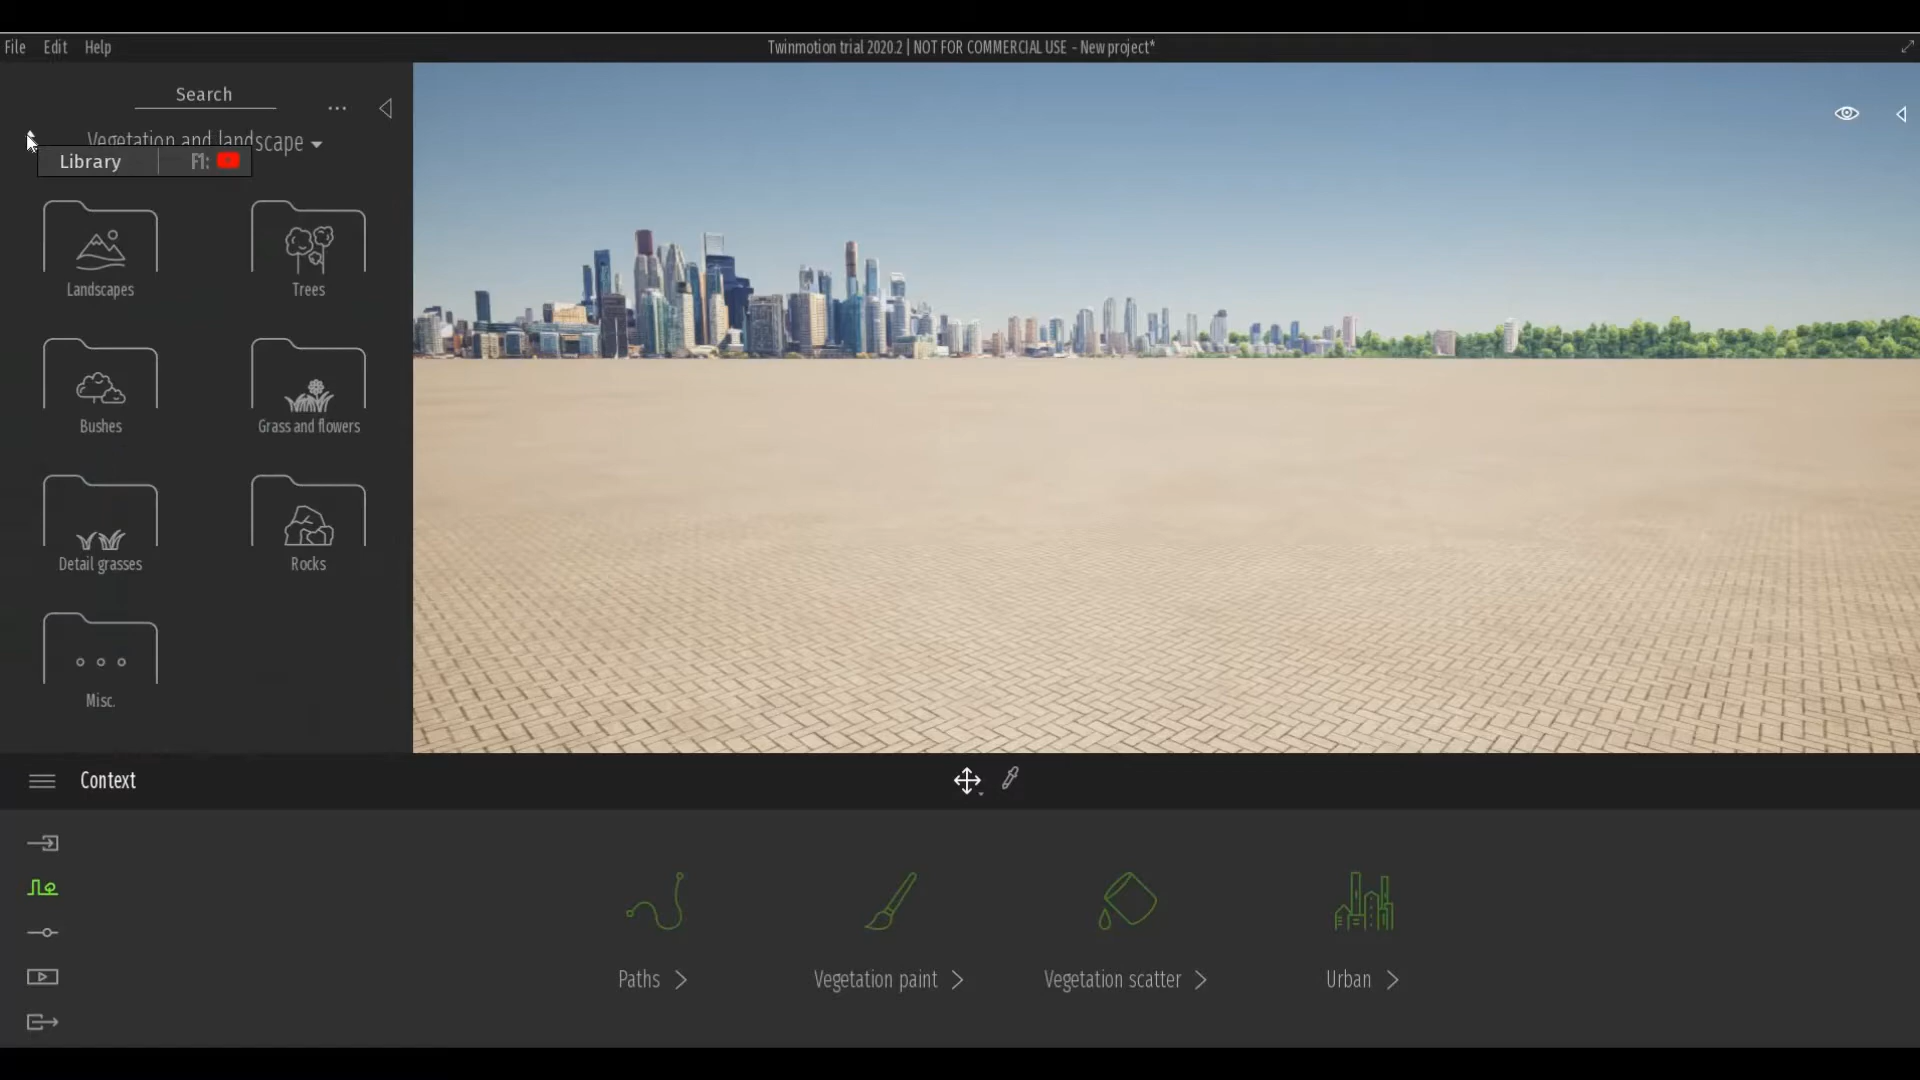 File Edit Help
Twinmotion trial 2020.2 | NOT FOR COMMERCIAL USE - New project*
Search
...
Vegetation and landscape
Library F1:
Landscapes
Trees
Bushes
Grass and flowers
Detail grasses
Rocks
Misc.
Context
Paths
Vegetation paint
Vegetation scatter
Urban